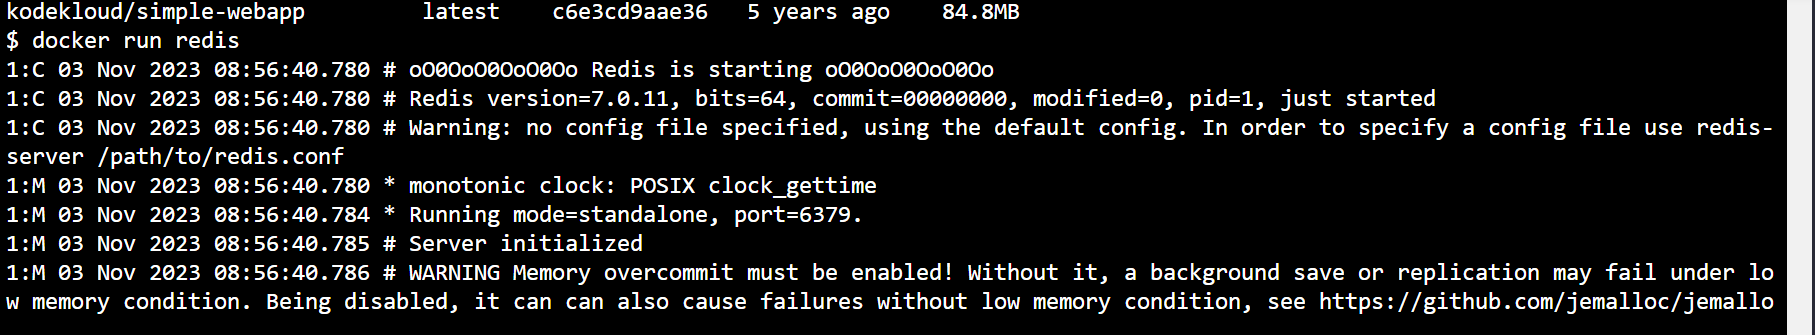 kodekloud/simple-webapp         latest    c6e3cd9aae36   5 years ago    84.8MB
$ docker run redis
1:C 03 Nov 2023 08:56:40.780 # oO0OoO0OoO0Oo Redis is starting oO0OoO0OoO0Oo
1:C 03 Nov 2023 08:56:40.780 # Redis version=7.0.11, bits=64, commit=00000000, modified=0, pid=1, just started
1:C 03 Nov 2023 08:56:40.780 # Warning: no config file specified, using the default config. In order to specify a config file use redis-
server /path/to/redis.conf
1:M 03 Nov 2023 08:56:40.780 * monotonic clock: POSIX clock_gettime
1:M 03 Nov 2023 08:56:40.784 * Running mode=standalone, port=6379.
1:M 03 Nov 2023 08:56:40.785 # Server initialized
1:M 03 Nov 2023 08:56:40.786 # WARNING Memory overcommit must be enabled! Without it, a background save or replication may fail under lo
w memory condition. Being disabled, it can can also cause failures without low memory condition, see https://github.com/jemalloc/jemallo